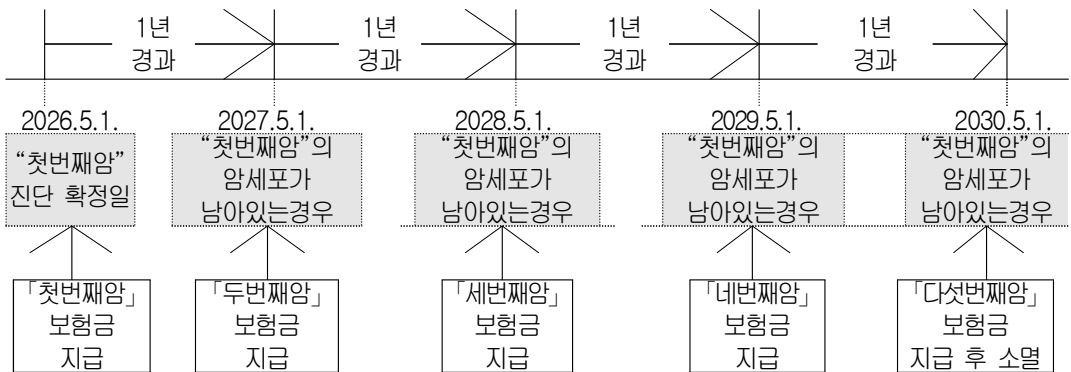 1년
경과
1년
경과
1년
경과
1년
경과
2026.5.1.
“첫번째암”
진단 확정일
2027.5.1.
“첫번째암”의
암세포가
남아있는경우
2028.5.1.
“첫번째암”의
암세포가
남아있는경우
2029.5.1.
“첫번째암”의
암세포가
남아있는경우
2030.5.1.
“첫번째암”의
암세포가
남아있는경우
「첫번째암」
보험금
지급
「두번째암」
보험금
지급
「세번째암」
보험금
지급
「네번째암」
보험금
지급
「다섯번째암」
보험금
지급 후 소멸